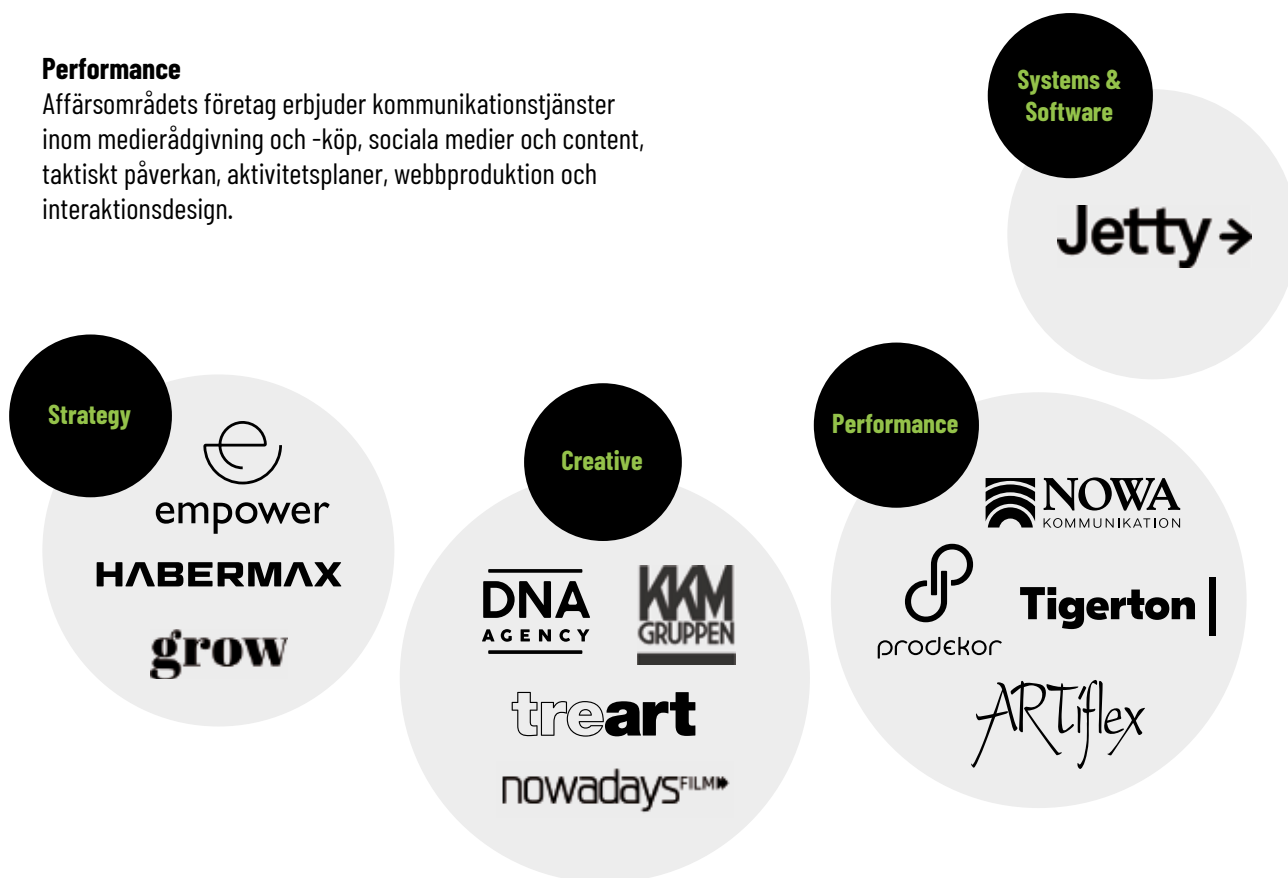 Performance
Affärsområdets företag erbjuder kommunikationstjänster
inom medierådgivning och -köp, sociala medier och content,
taktiskt påverkan, aktivitetsplaner, webbproduktion och
interaktionsdesign.
Systems &
Software
Jetty
Strategy
empower
HABERMAX
grow
Creative
DNA
AGENCY
KKM
GRUPPEN
treart
nowadays FILM
Performance
NOWA
KOMMUNIKATION
prodekor
Tigerton
ARTiflex